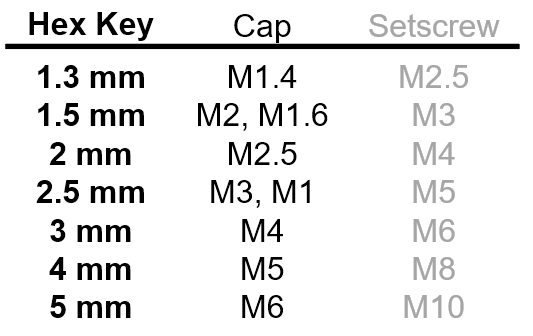 Hex Key Cap Setscrew
1.3 mm M1.4 M2.5
1.5 mm M2, M1.6 M3
2 mm M2.5 M4
2.5 mm M3, M1 M5
3 mm M4 M6
4 mm M5 M8
5 mm M6 M10